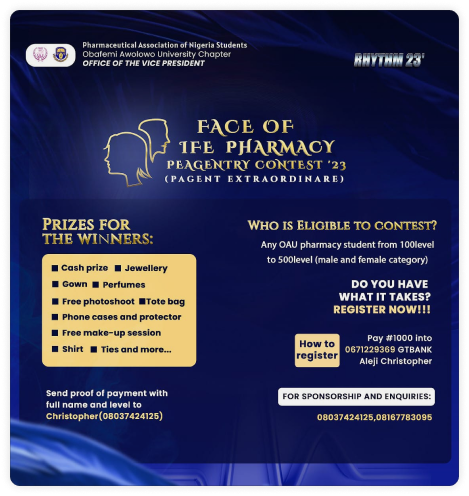 Pharmaceutical Association of Nigeria Students
Obafemi Awolowo University Chapter
OFFICE OF THE VICE PRESIDENT
RHYTHM 23'
FACE OF
IFE PHARMACY
PEAGENTRY CONTEST '23
(PAGENT EXTRAORDINARE)
PRIZES FOR
THE WINNERS:
Cash prize Jewellery
Gown Perfumes
Free photoshoot Tote bag
Phone cases and protector
Free make-up session
Shirt Ties and more...
Send proof of payment with
full name and level to
Christopher(08037424125)
WHO IS ELIGIBLE TO CONTEST?
Any OAU pharmacy student from 100level
to 500level (male and female category)
DO YOU HAVE
WHAT IT TAKES?
REGISTER NOW!!!
How to
register
Pay #1000 into
0671229369 GTBANK
Aleji Christopher
FOR SPONSORSHIP AND ENQUIRIES:
08037424125,08167783095